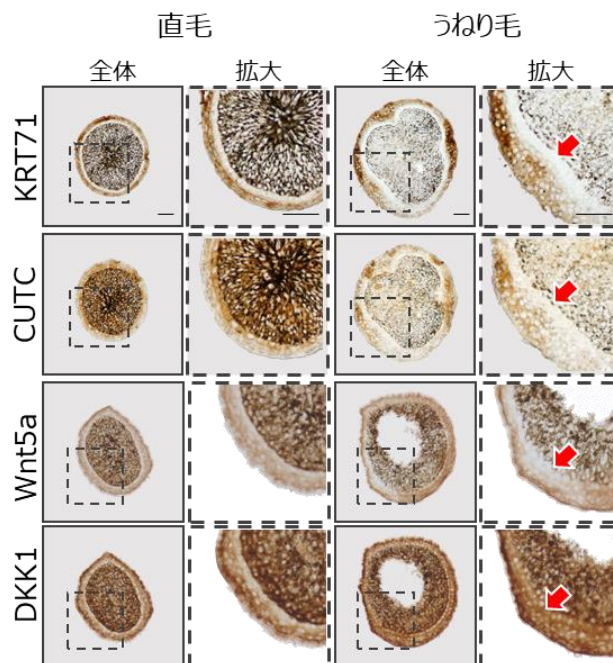 直毛 うねり毛
全体 拡大 全体 拡大
KRT71
CUTC
Wnt5a
DKK1